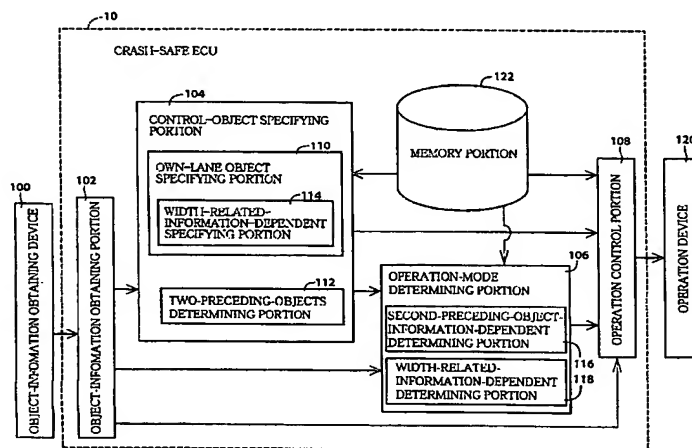 10
CRASH-SAFE ECU
122
104
CONTROL-OBJECT SPECIFYING
PORTION
110
OWN-LANE OBJECT
SPECIFYING PORTION
114
WIDTH-RELATED-
INFORMATION-DEPENDENT
SPECIFYING PORTION
MEMORY PORTION
108
OPERATION CONTROL PORTION
120
OPERATION DEVICE
100
OBJECT-INFOMATION OBTAINING DEVICE
102
OBJECT-INFOMATION OBTAINING PORTION
112
TWO-PRECEDING-OBJECTS
DETERMINING PORTION
106
OPERATION-MODE
DETERMINING PORTION
SECOND-PRECEDING-OBJECT-
INFORMATION-DEPENDENT
DETERMINING PORTION
116
WIDTH-RELATED-
INFORMATION-DEPENDENT
DETERMINING PORTION
118